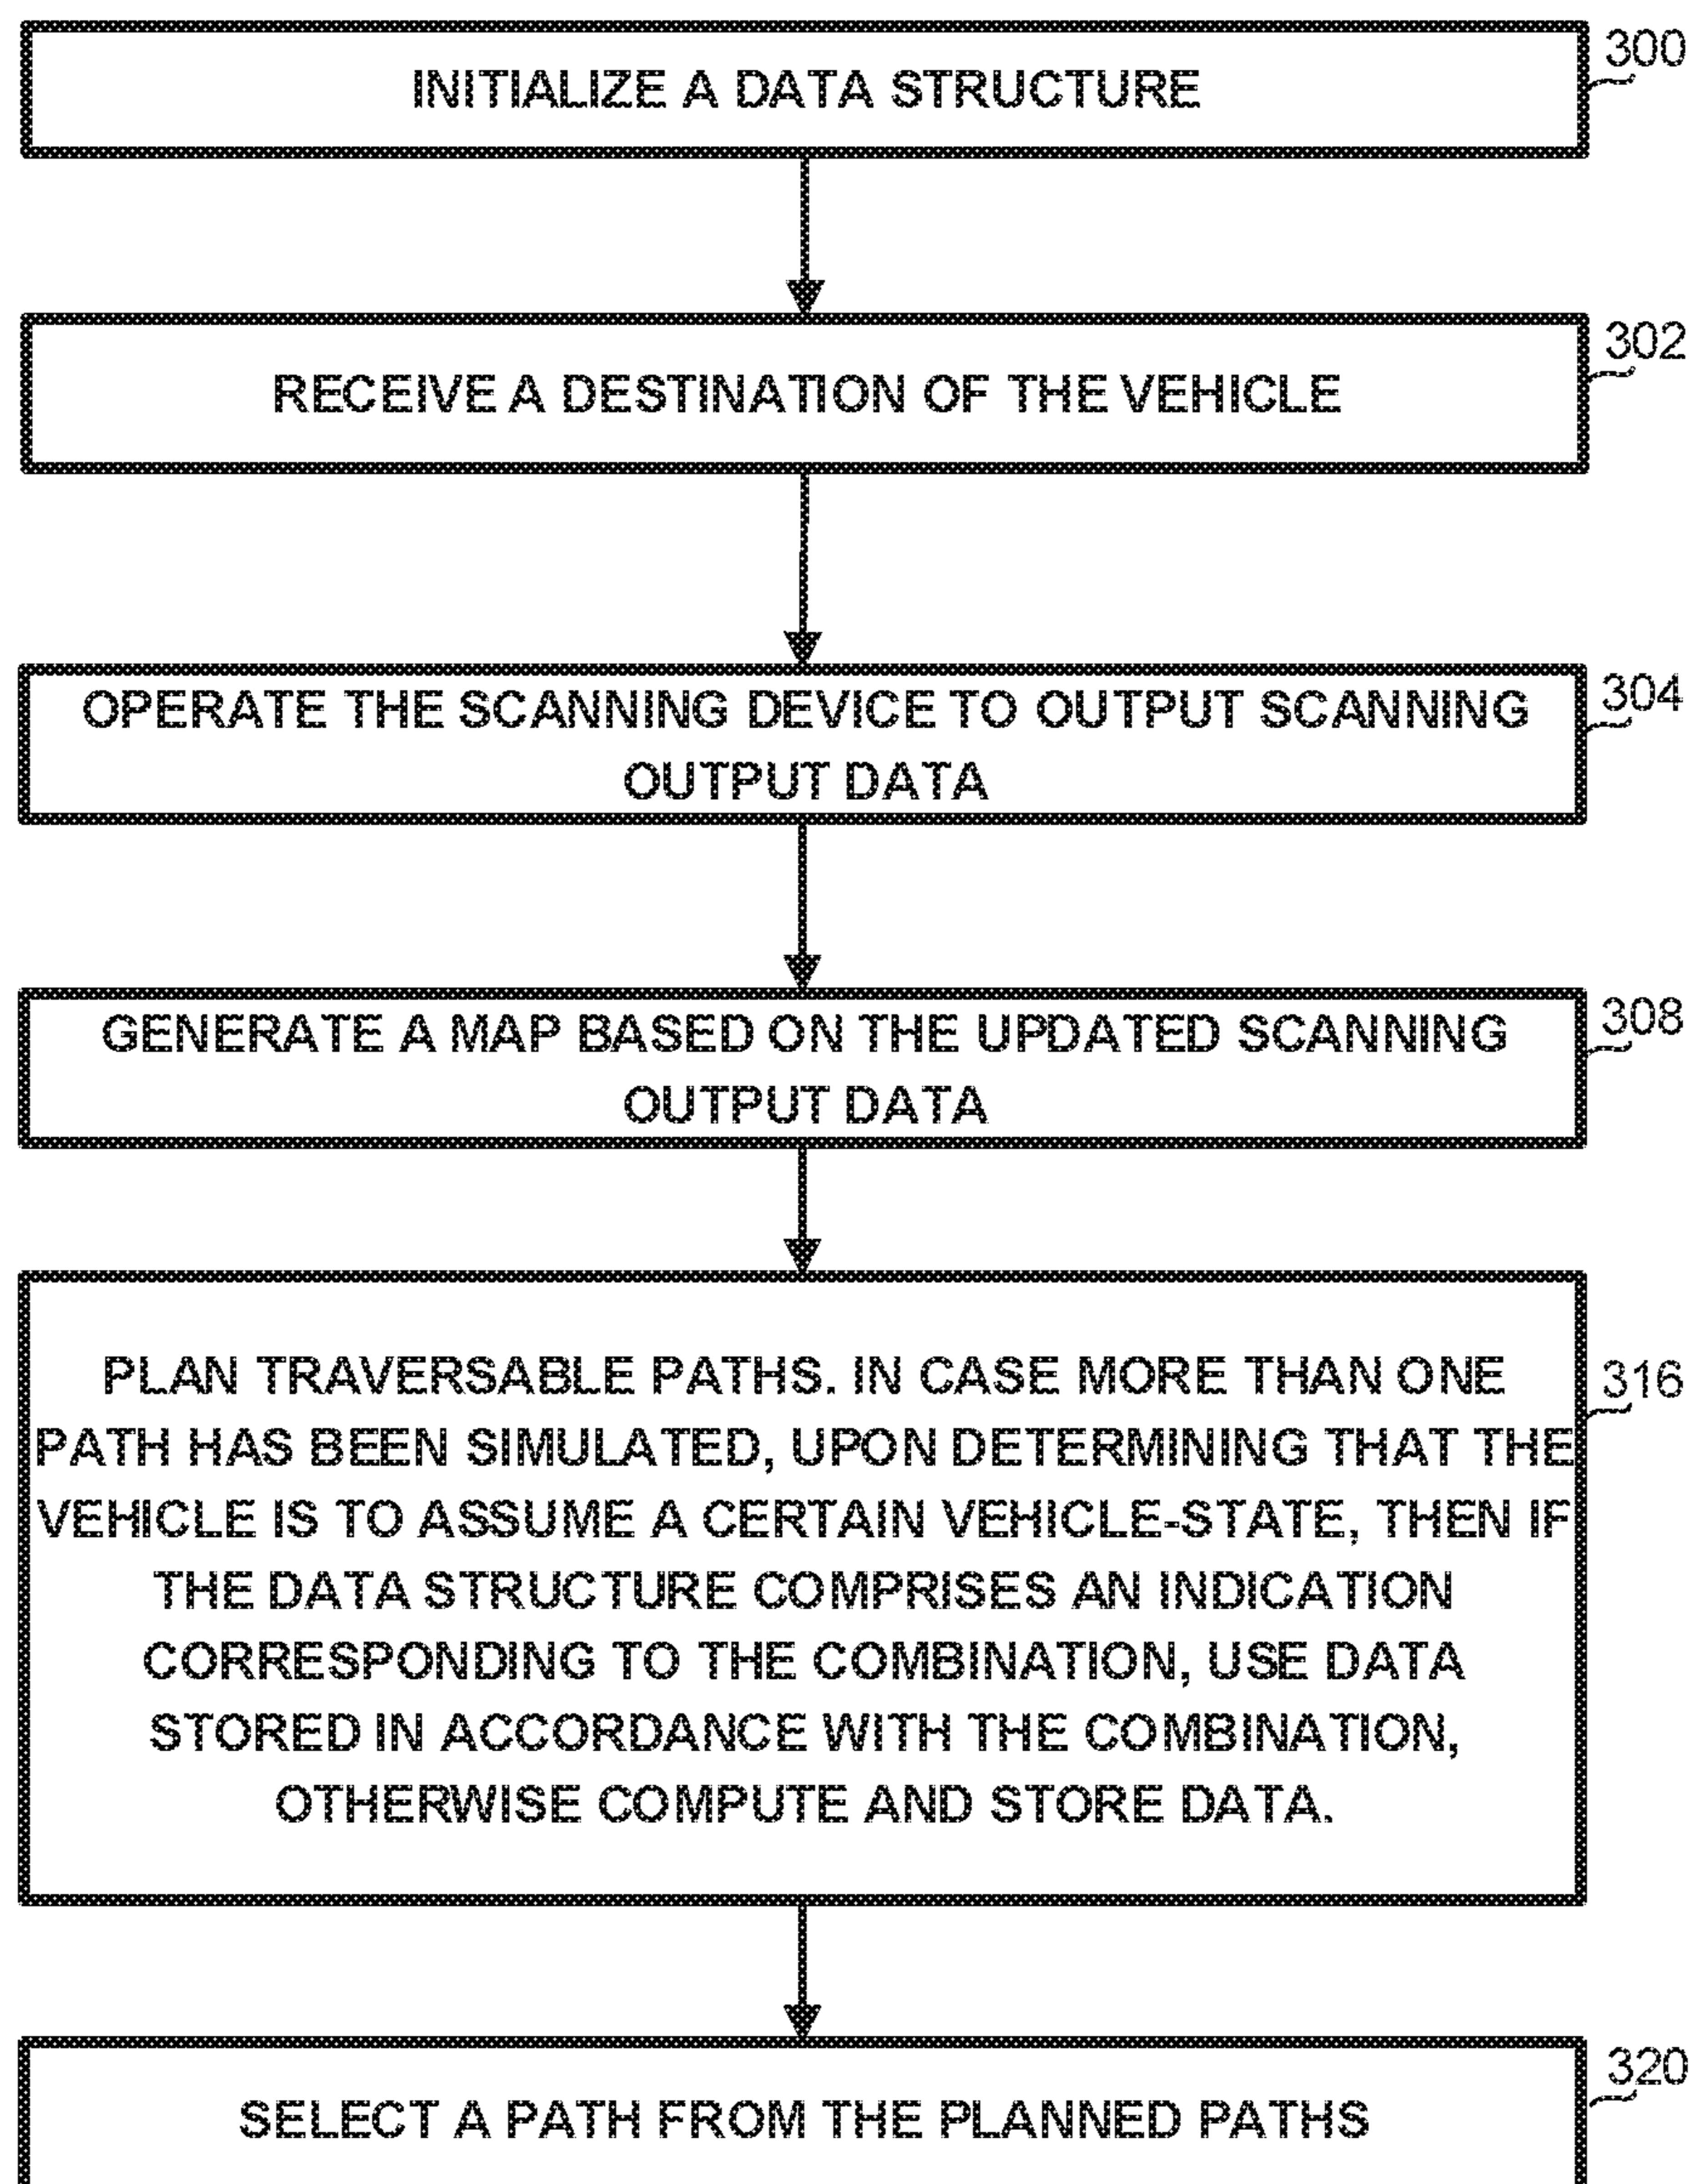 300
INITIALIZE A DATA STRUCTURE
302
RECEIVE A DESTINATION OF THE VEHICLE
304
OPERATE THE SCANNING DEVICE TO OUTPUT SCANNING
OUTPUT DATA
308
GENERATE A MAP BASED ON THE UPDATED SCANNING
OUTPUT DATA
316
PLAN TRAVERSABLE PATHS. IN CASE MORE THAN ONE
PATH HAS BEEN SIMULATED, UPON DETERMINING THAT THE
VEHICLE IS TO ASSUME A CERTAIN VEHICLE-STATE, THEN IF
THE DATA STRUCTURE COMPRISES AN INDICATION
CORRESPONDING TO THE COMBINATION, USE DATA
STORED IN ACCORDANCE WITH THE COMBINATION,
OTHERWISE COMPUTE AND STORE DATA.
320
SELECT A PATH FROM THE PLANNED PATHS